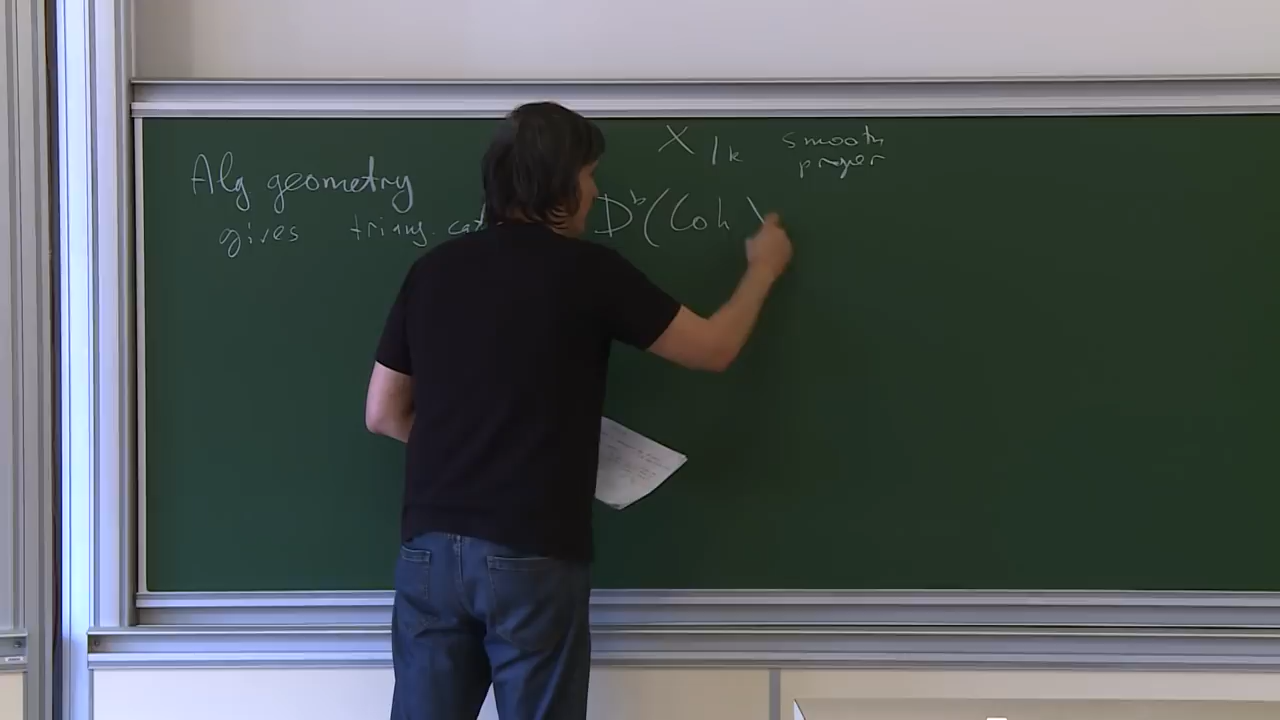 Alg geometry
gives triang. cat
X /k smooth
proper
D^b(Coh